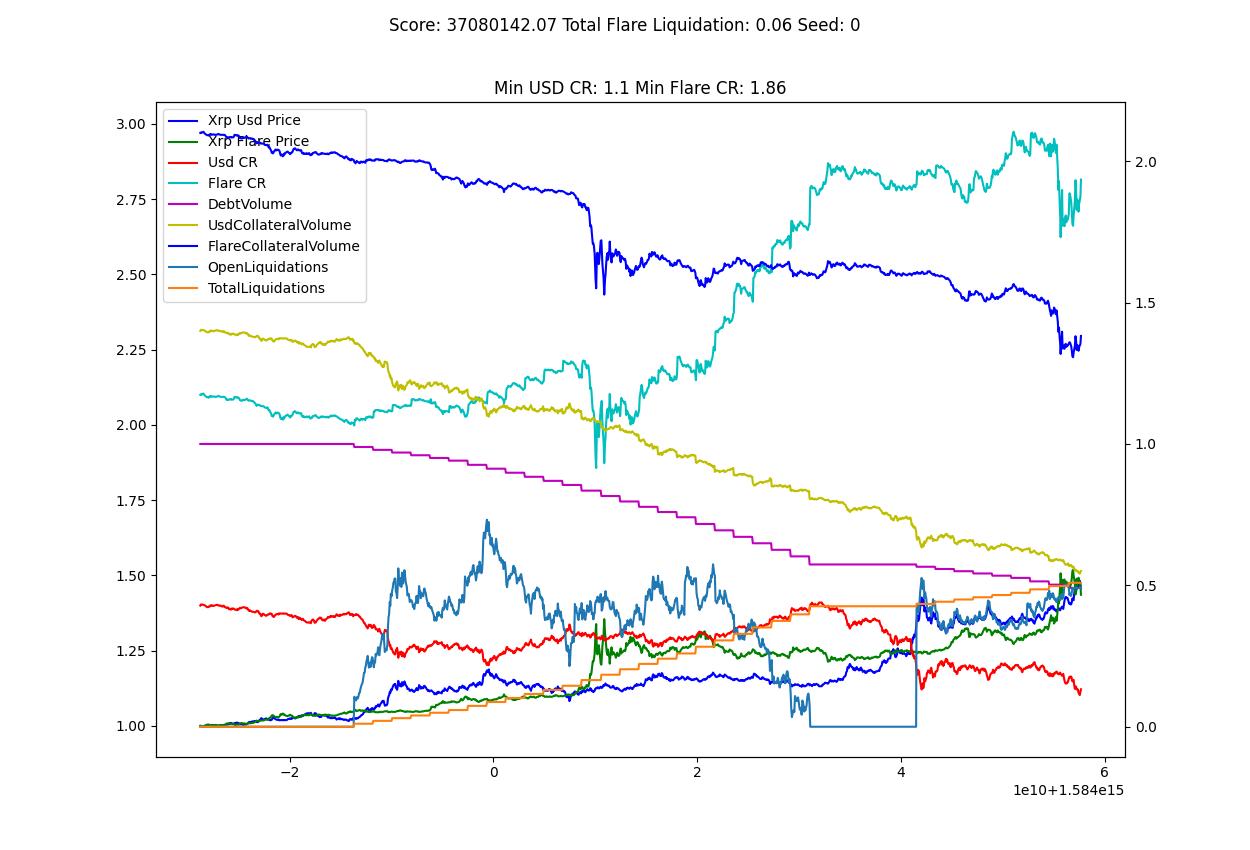 Score: 37080142.07 Total Flare Liquidation: 0.06 Seed: 0
Min USD CR: 1.1 Min Flare CR: 1.86
Xrp Usd Price
Xrp Flare Price
Usd CR
Flare CR
DebtVolume
UsdCollateralVolume
FlareCollateralVolume
OpenLiquidations
TotalLiquidations
3.00
2.75
2.50
2.25
2.00
1.75
1.50
1.25
1.00
2.0
1.5
1.0
0.5
0.0
−2
0
2
4
6
1e10+1.584e15